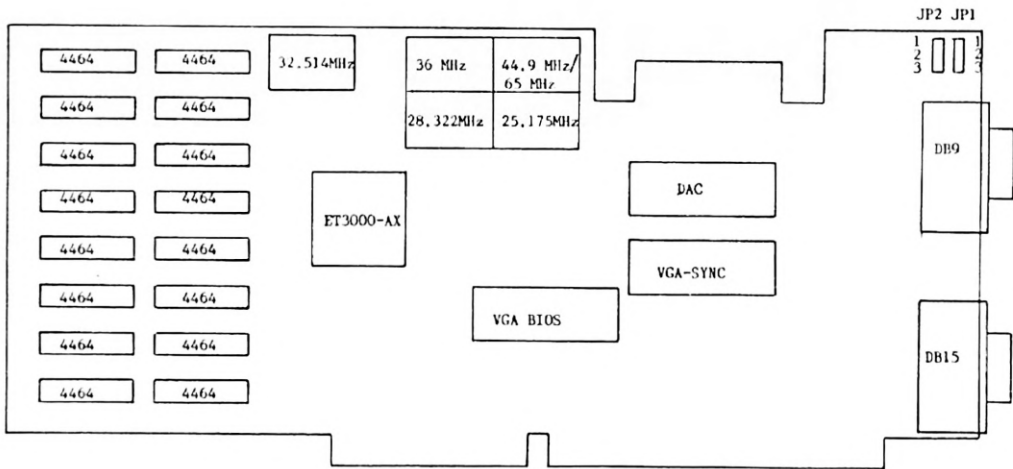 JP2 JP1
1 1
2 2
3 3
4464 4464
32.514MHz
36 MHz
44.9 MHz/
65 MHz
28.322MHz
25.175MHz
4464 4464
4464 4464
4464 4464
4464 4464
4464 4464
4464 4464
4464 4464
ET3000-AX
DAC
VGA-SYNC
VGA BIOS
DB9
DB15